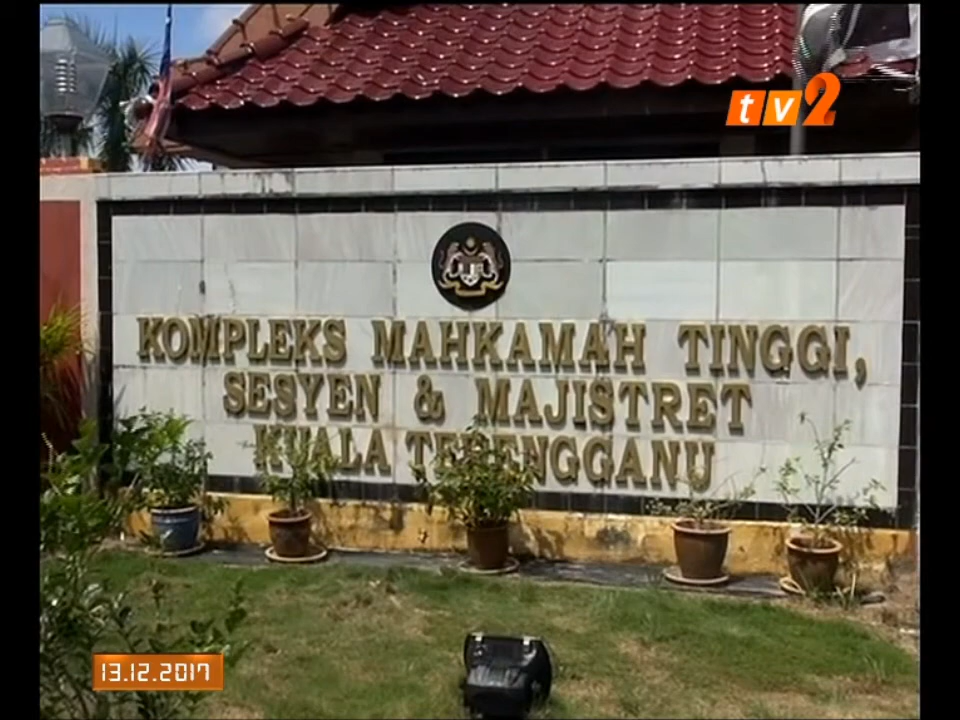 tv2
KOMPLEKS MAHKAMAH TINGGI,
SESYEN & MAJISTRET
KUALA TERENGGANU
13.12.2017